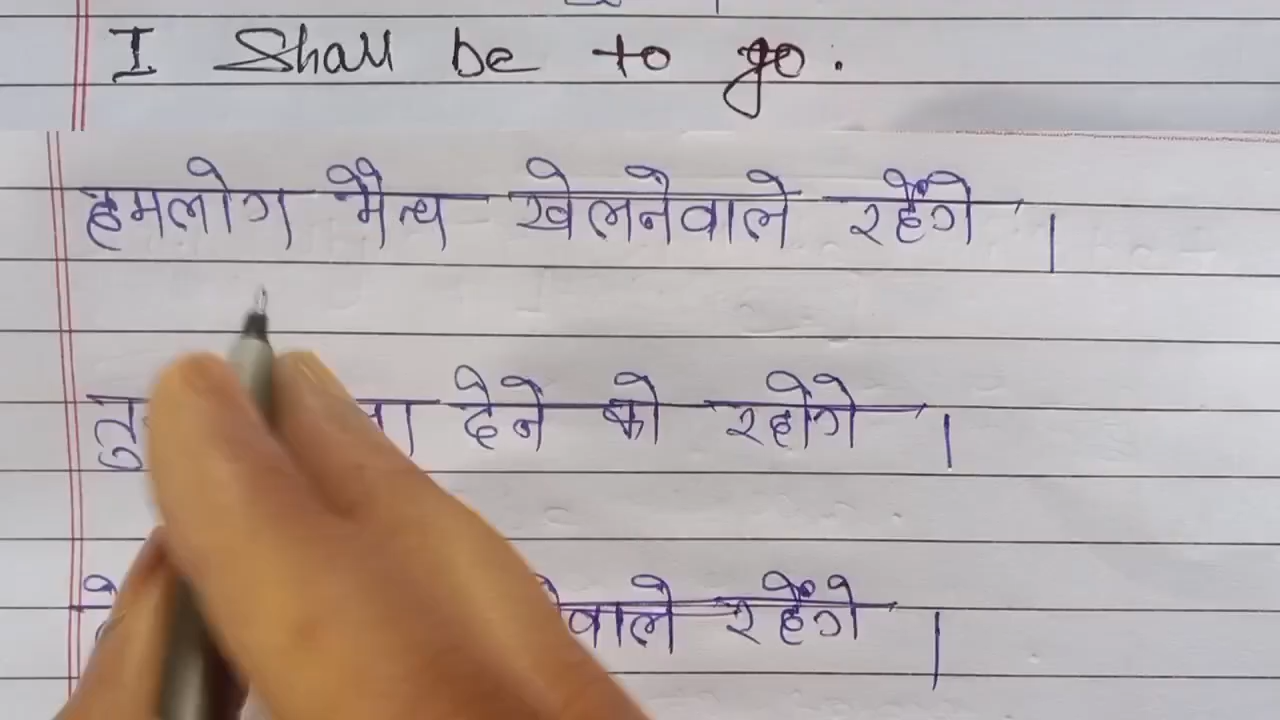 I Shall be to go.
हमलोग मैत्य खेलनेवाले रहेंगे ।
देने को रहोगे ।
रहेंगे ।